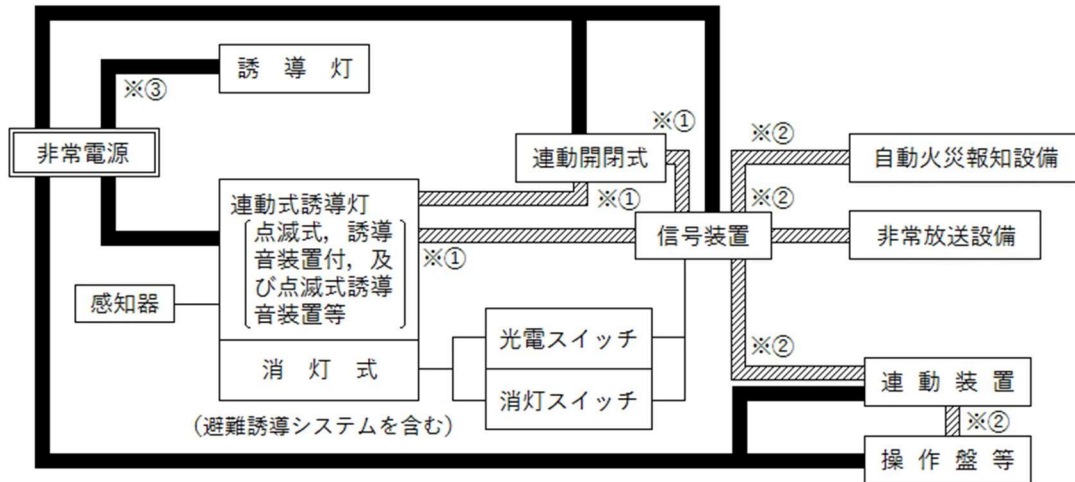 誘 導 灯
※③
非常電源
連動開閉式
※①
※①
※①
※②
※②
※②
※②
自動火災報知設備
非常放送設備
信号装置
連動式誘導灯
点滅式，誘導
音装置付，及
び点滅式誘導
音装置等
感知器
消 灯 式
光電スイッチ
消灯スイッチ
(避難誘導システムを含む)
連 動 装 置
操 作 盤 等